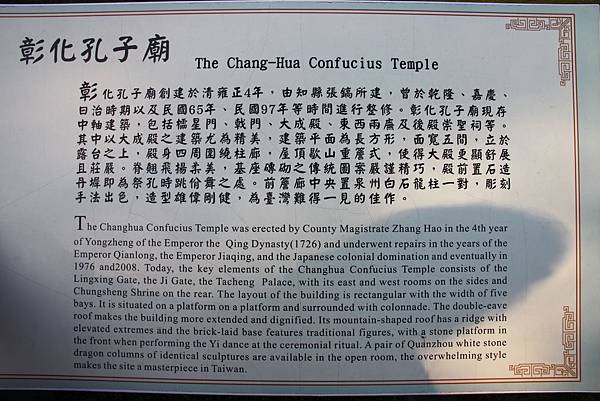 彰化孔子廟
The Chang-Hua Confucius Temple
彰化孔子廟創建於清雍正4年，由知縣張鎬所建，曾於乾隆、嘉慶、
日治時期以及民國65年、民國97年等時間進行整修。彰化孔子廟現存
中軸建築，包括櫺星門、戟門、大成殿、東西兩廡及後殿崇聖祠等。
其中以大成殿之建築尤為精美，建築平面為長方形，面寬五間，立於
露台之上，殿身四周圍繞柱廊，屋頂歇山重簷式，使得大殿更顯舒展
且莊嚴。脊翹飛揚柔美，基座磚砌之傳統圖案嚴謹精巧，殿前置石造
丹墀即為祭孔時跳佾舞之處。前簷廊中央置泉州白石龍柱一對，彫刻
手法出色，造型雄偉剛健，為臺灣難得一見的佳作。
The Changhua Confucius Temple was erected by County Magistrate Zhang Hao in the 4th year
of Yongzheng of the Emperor the Qing Dynasty(1726) and underwent repairs in the years of the
Emperor Qianlong, the Emperor Jiaqing, and the Japanese colonial domination and eventually in
1976 and2008. Today, the key elements of the Changhua Confucius Temple consists of the
Lingxing Gate, the Ji Gate, the Tacheng Palace, with its east and west rooms on the sides and
Chungsheng Shrine on the rear. The layout of the building is rectangular with the width of five
bays. It is situated on a platform on a platform and surrounded with colonnade. The double-eave
roof makes the building more extended and dignified. Its mountain-shaped roof has a ridge with
elevated extremes and the brick-laid base features traditional figures, with a stone platform in
the front when performing the Yi dance at the ceremonial ritual. A pair of Quanzhou white stone
dragon columns of identical sculptures are available in the open room, the overwhelming style
makes the site a masterpiece in Taiwan.